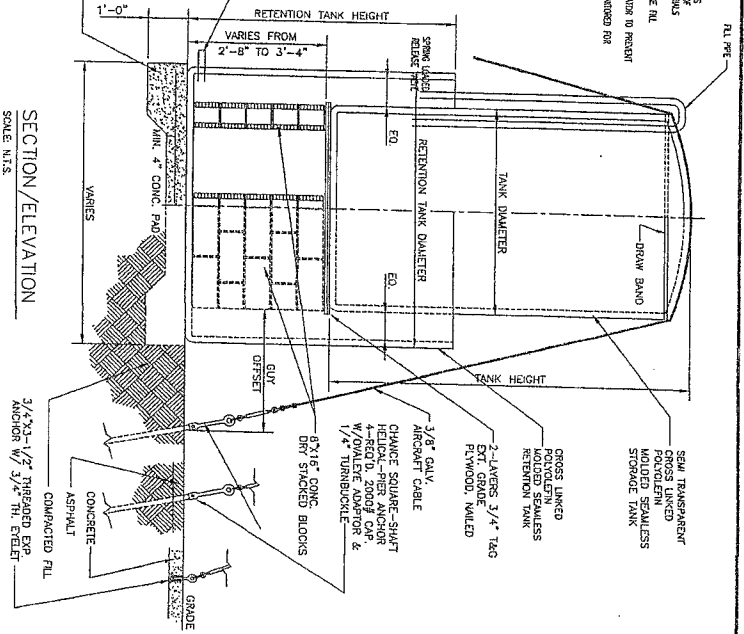 FILL PIPE
RETENTION TANK HEIGHT
1'-0"
VARIES FROM
2'-8" TO 3'-4"
SPRING LOADED
RELEASE VALVE
EQ.
RETENTION TANK DIAMETER
EQ.
TANK DIAMETER
DRAW BAND
TANK HEIGHT
GUY
OFFSET
MIN. 4" CONC. PAD
VARIES
SEMI TRANSPARENT
CROSS LINKED
POLYOLEFIN
MOLDED SEAMLESS
STORAGE TANK
CROSS LINKED
POLYOLEFIN
MOLDED SEAMLESS
RETENTION TANK
2-LAYERS 3/4" T&G
EXT. GRADE
PLYWOOD, NAILED
3/8" GALV.
AIRCRAFT CABLE
CHANCE SQUARE-SHAFT
HELICAL-PIER ANCHOR
4-REQ'D. 2000# CAP.
W/OVALEYE ADAPTOR &
1/4" TURNBUCKLE
8"X16" CONC.
DRY STACKED BLOCKS
GRADE
CONCRETE
ASPHALT
COMPACTED FILL
3/4"X3-1/2" THREADED EXP.
ANCHOR W/ 3/4" TH. EYELET
SECTION/ELEVATION
SCALE: N.T.S.